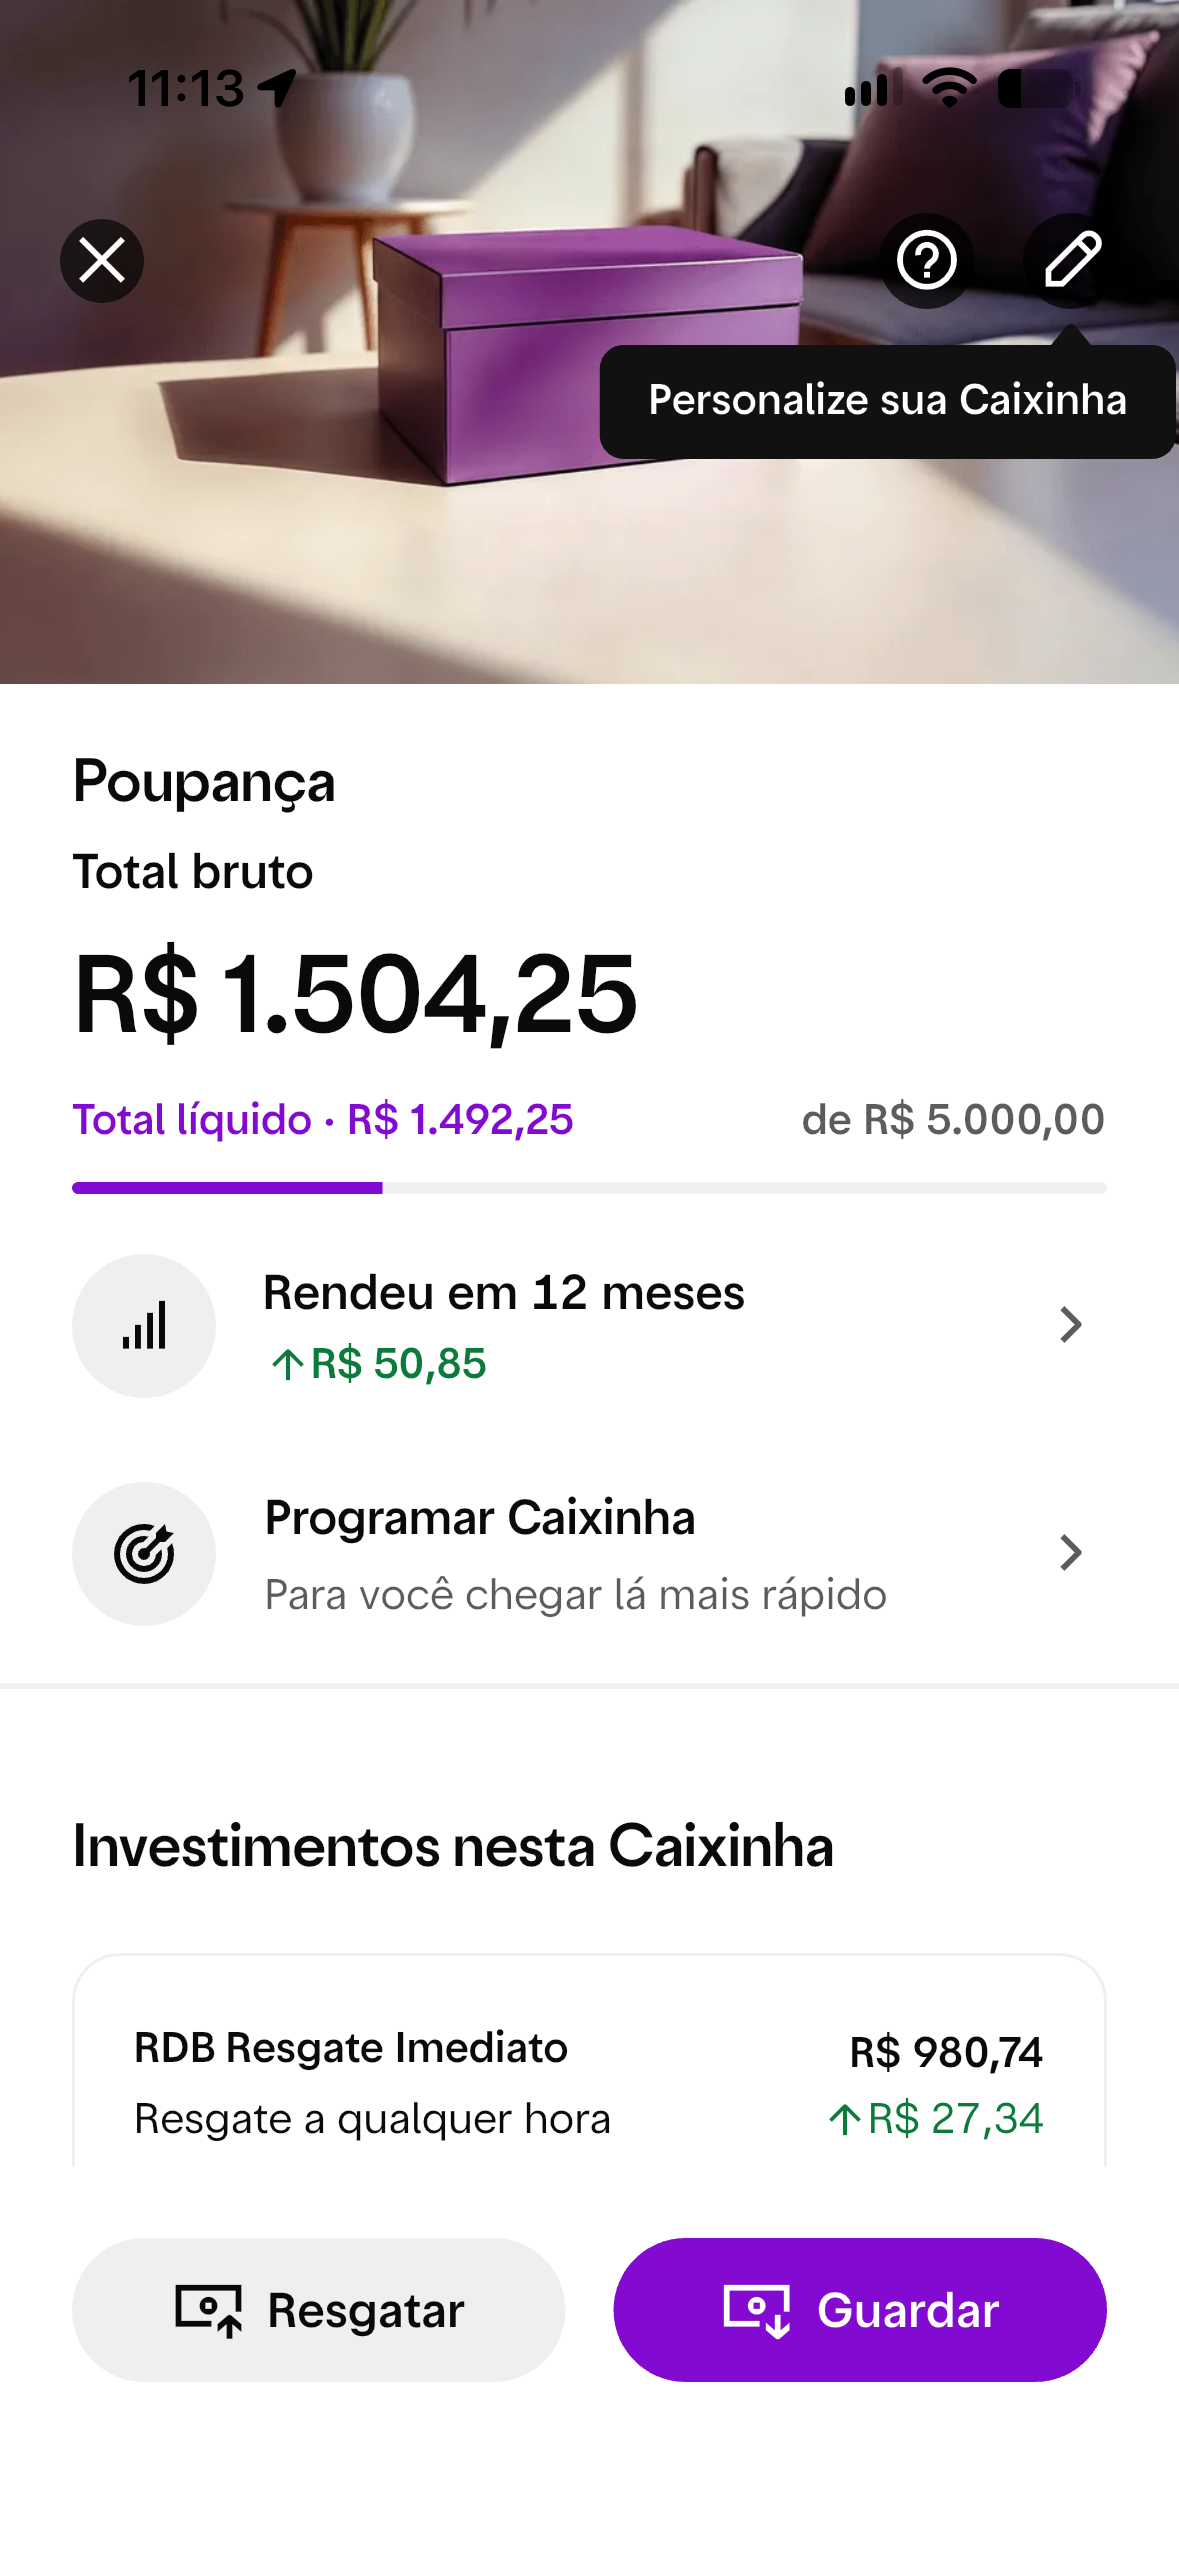 11:13
Personalize sua Caixinha
Poupança
Total bruto
R$ 1.504,25
Total líquido · R$ 1.492,25
de R$ 5.000,00
Rendeu em 12 meses
↑R$ 50,85
Programar Caixinha
Para você chegar lá mais rápido
Investimentos nesta Caixinha
RDB Resgate Imediato
R$ 980,74
Resgate a qualquer hora
↑R$ 27,34
Resgatar
Guardar